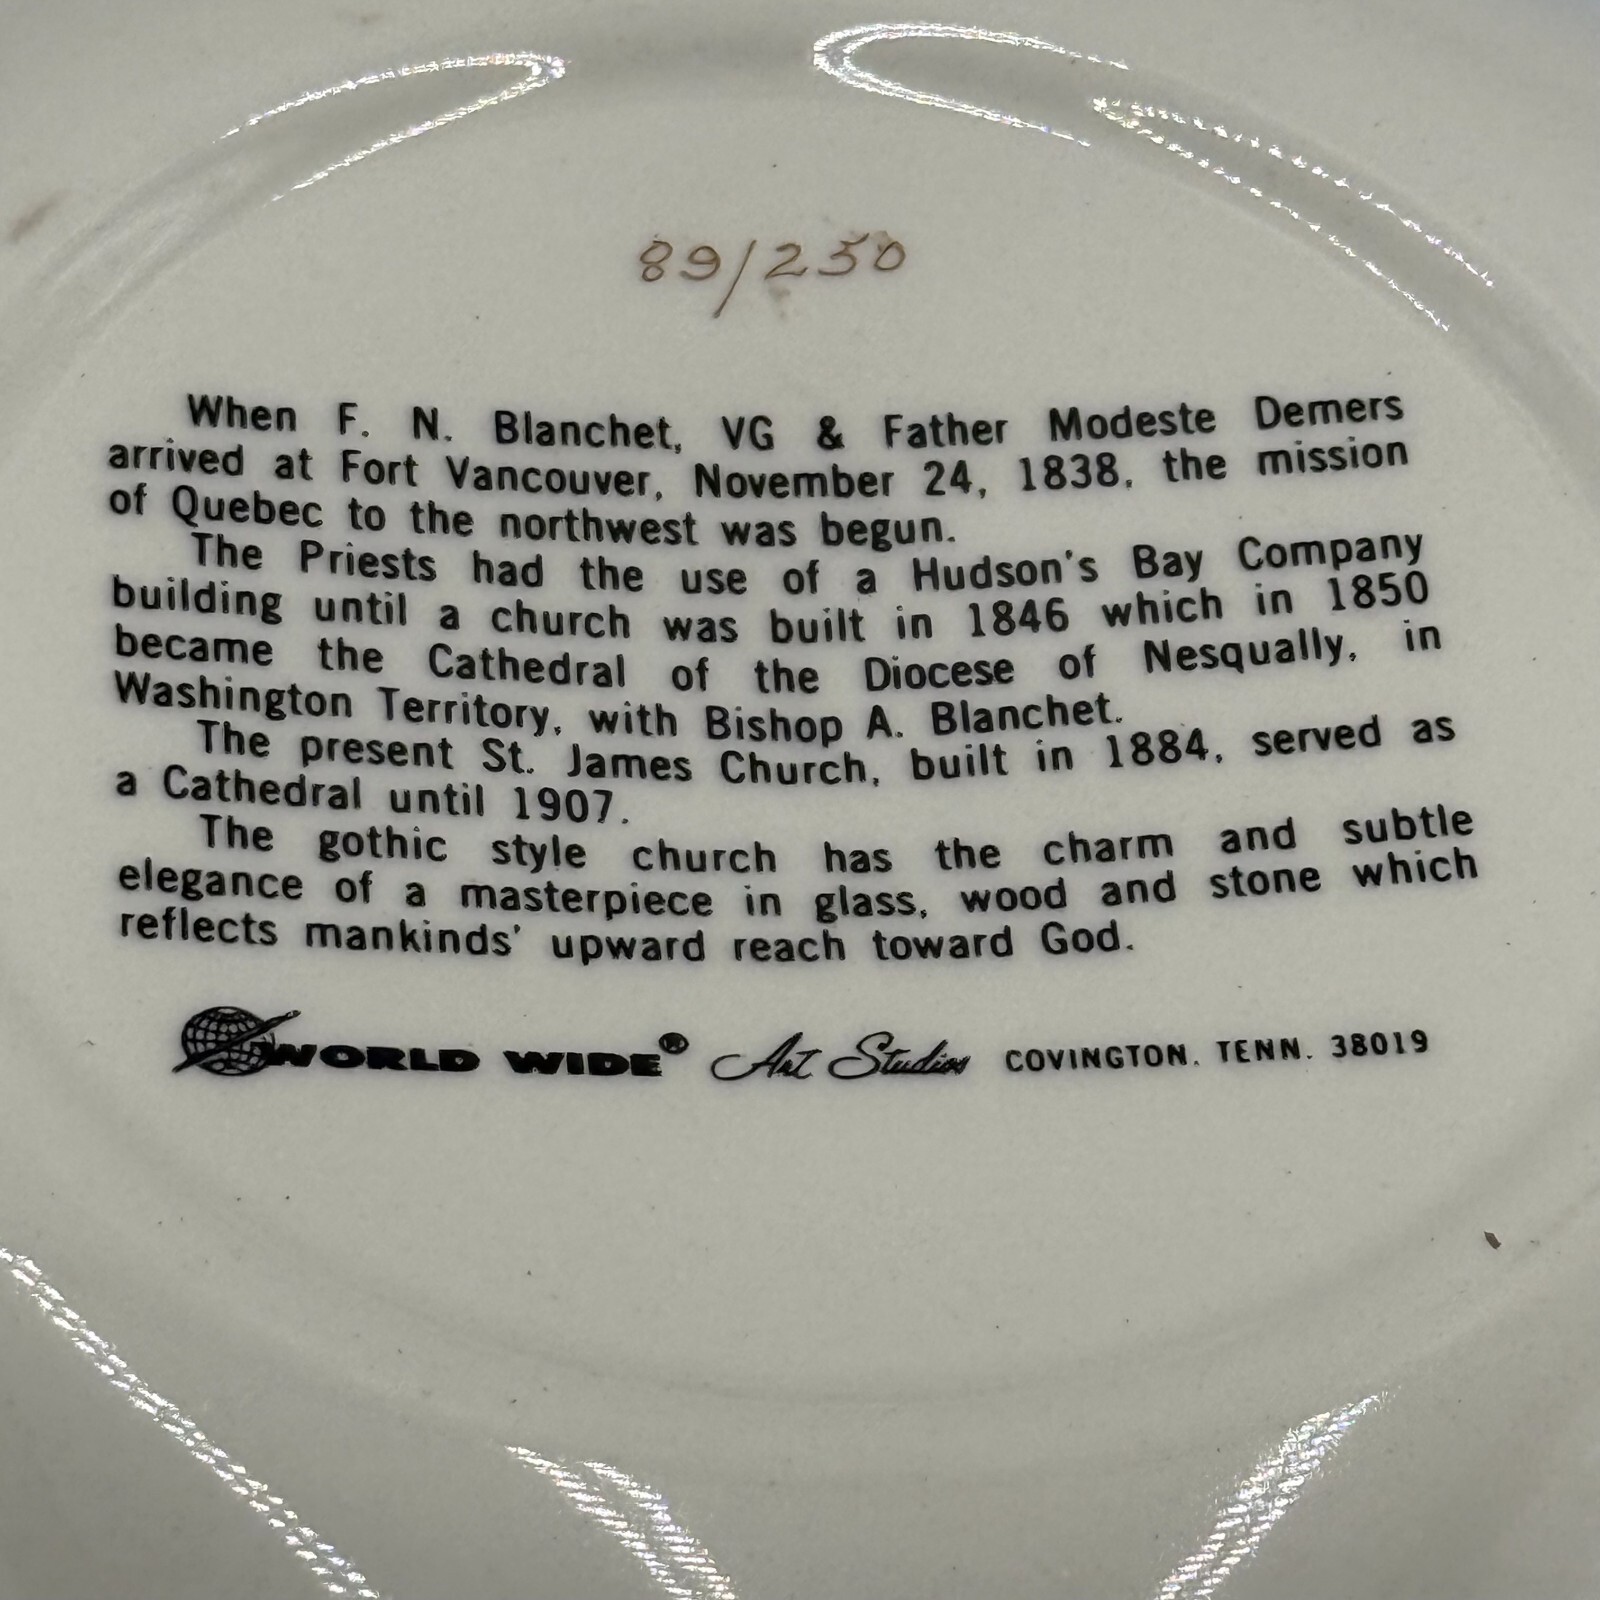 89/250
When F. N. Blanchet, VG & Father Modeste Demers
arrived at Fort Vancouver, November 24, 1838, the mission
of Quebec to the northwest was begun.
The Priests had the use of a Hudson's Bay Company
building until a church was built in 1846 which in 1850
became the Cathedral of the Diocese of Nesqually, in
Washington Territory, with Bishop A. Blanchet.
The present St. James Church, built in 1884, served as
a Cathedral until 1907.
The gothic style church has the charm and subtle
elegance of a masterpiece in glass, wood and stone which
reflects mankinds' upward reach toward God.
WORLD WIDE® Art Studios COVINGTON, TENN. 38019